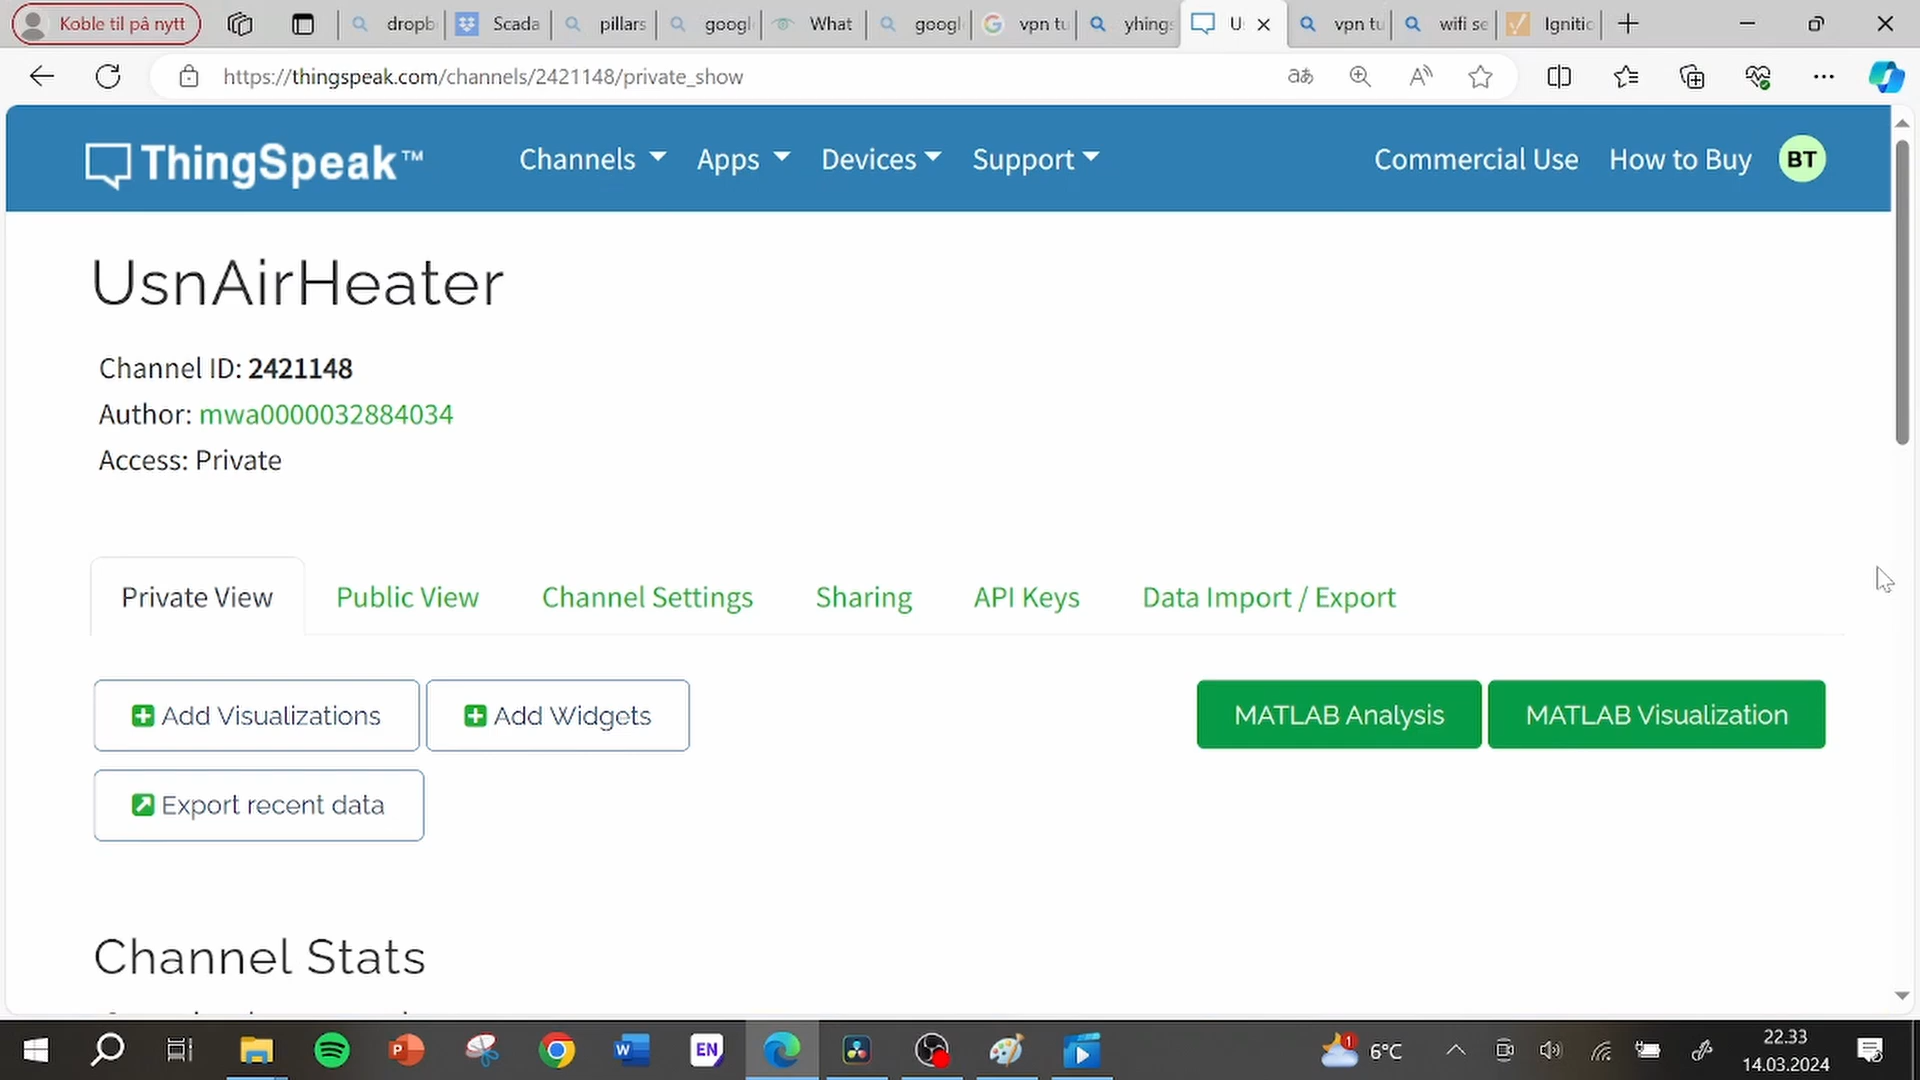 Koble til på nytt
dropb
Scada
pillars
googl
What
googl
vpn tu
yhings
U
vpn tu
wifi se
Ignitic
https://thingspeak.com/channels/2421148/private_show
ThingSpeak™
Channels
Apps
Devices
Support
Commercial Use
How to Buy
BT
UsnAirHeater
Channel ID: 2421148
Author: mwa0000032884034
Access: Private
Private View
Public View
Channel Settings
Sharing
API Keys
Data Import / Export
Add Visualizations
Add Widgets
MATLAB Analysis
MATLAB Visualization
Export recent data
Channel Stats
EN
1
6°C
22.33
14.03.2024